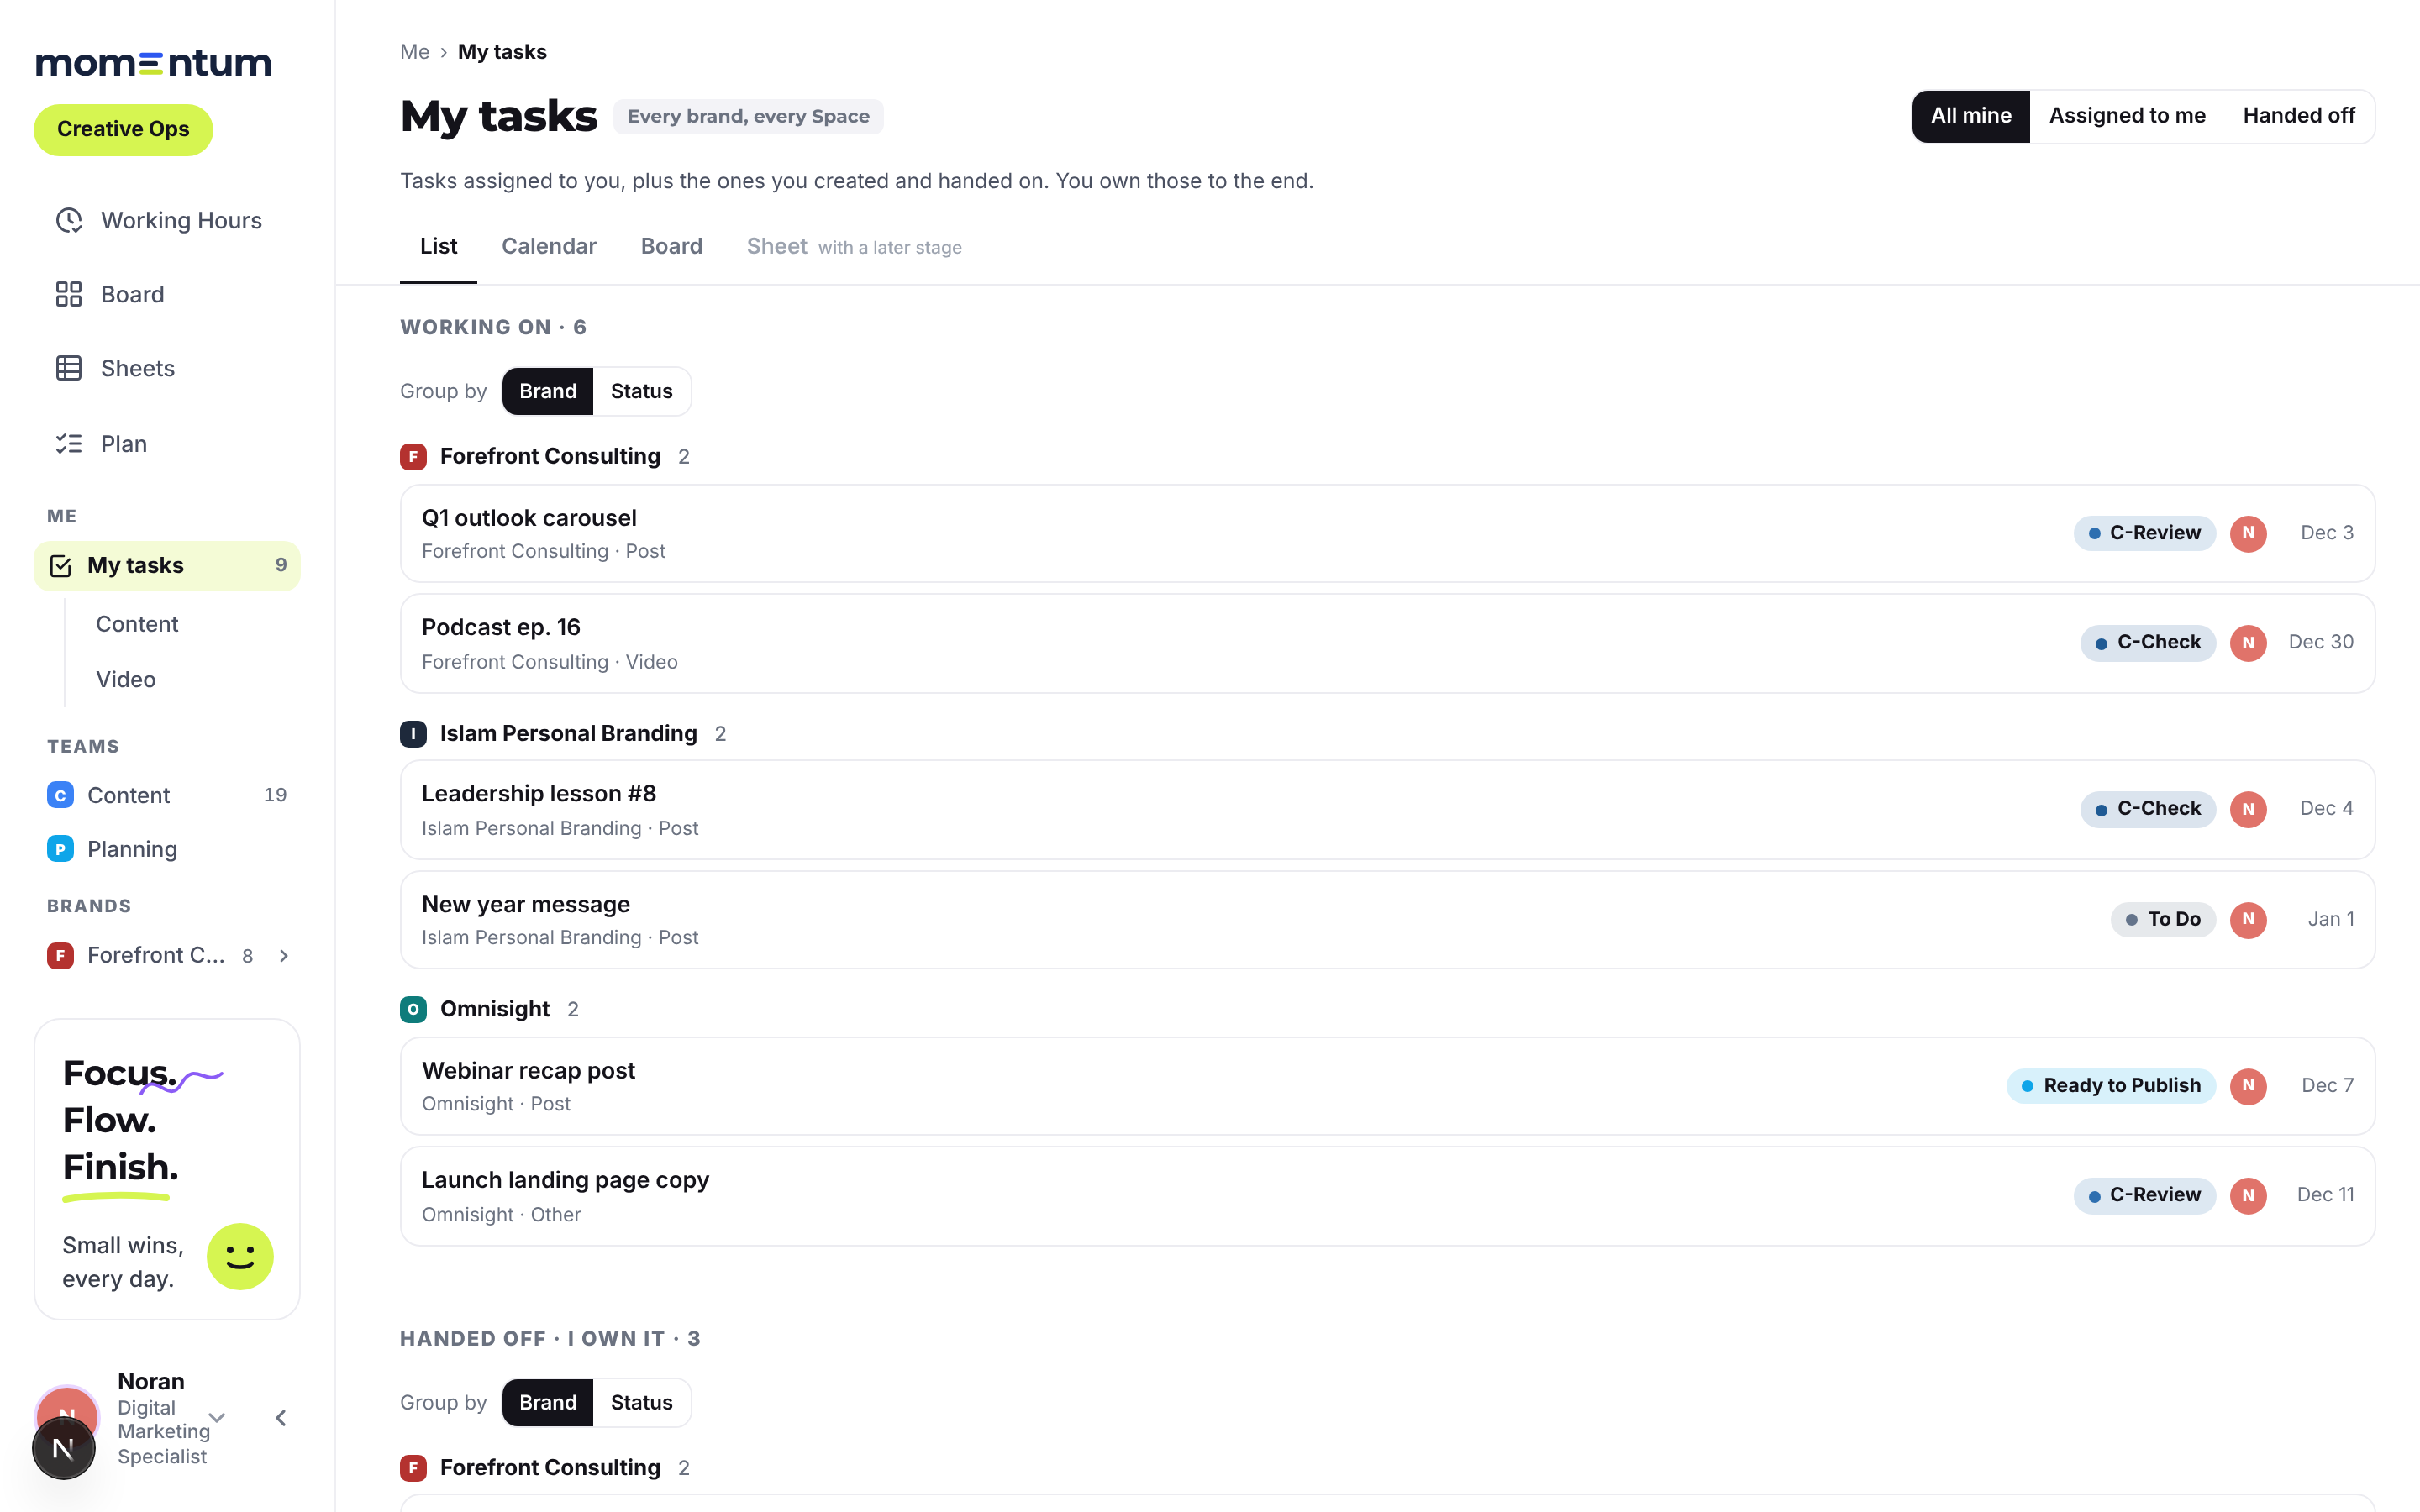 momentum
Creative Ops
Working Hours
Board
Sheets
Plan
ME
My tasks 9
Content
Video
TEAMS
C Content 19
P Planning
BRANDS
F Forefront C... 8
Focus.
Flow.
Finish.
Small wins,
every day.
N
N
Noran
Digital
Marketing
Specialist
Me › My tasks
My tasks Every brand, every Space
All mine Assigned to me Handed off
Tasks assigned to you, plus the ones you created and handed on. You own those to the end.
List Calendar Board Sheet with a later stage
WORKING ON · 6
Group by Brand Status
F Forefront Consulting 2
Q1 outlook carousel
Forefront Consulting · Post
C-Review N Dec 3
Podcast ep. 16
Forefront Consulting · Video
C-Check N Dec 30
I Islam Personal Branding 2
Leadership lesson #8
Islam Personal Branding · Post
C-Check N Dec 4
New year message
Islam Personal Branding · Post
To Do N Jan 1
O Omnisight 2
Webinar recap post
Omnisight · Post
Ready to Publish N Dec 7
Launch landing page copy
Omnisight · Other
C-Review N Dec 11
HANDED OFF · I OWN IT · 3
Group by Brand Status
F Forefront Consulting 2